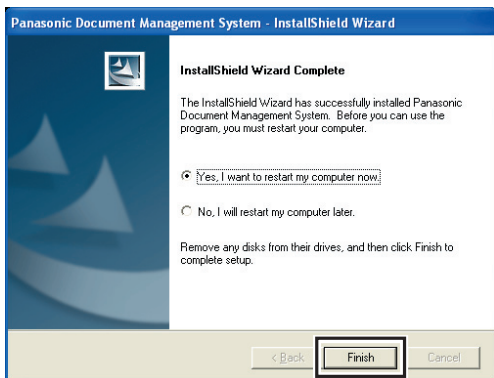 Panasonic Document Management System - InstallShield Wizard
InstallShield Wizard Complete
The InstallShield Wizard has successfully installed Panasonic
Document Management System.  Before you can use the
program, you must restart your computer.
Yes, I want to restart my computer now.
No, I will restart my computer later.
Remove any disks from their drives, and then click Finish to
complete setup.
< Back
Finish
Cancel